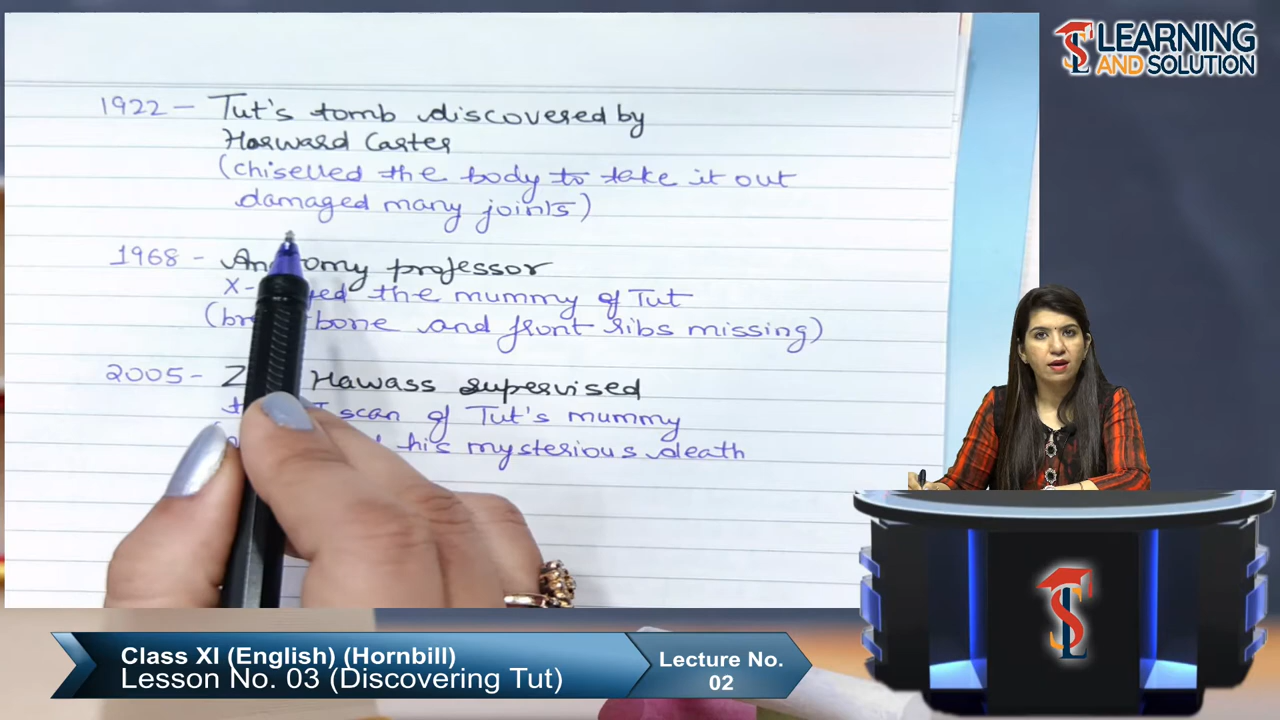 1922 - Tut's tomb discovered by
Harward Carter
(chiselled the body to take it out
damaged many joints)
1968 - professor
the mummy of Tut
bone and front ribs missing)
2005 - Hawass supervised
scan of Tut's mummy
his mysterious death
LEARNING
AND SOLUTION
Class XI (English) (Hornbill)
Lesson No. 03 (Discovering Tut)
Lecture No.
02